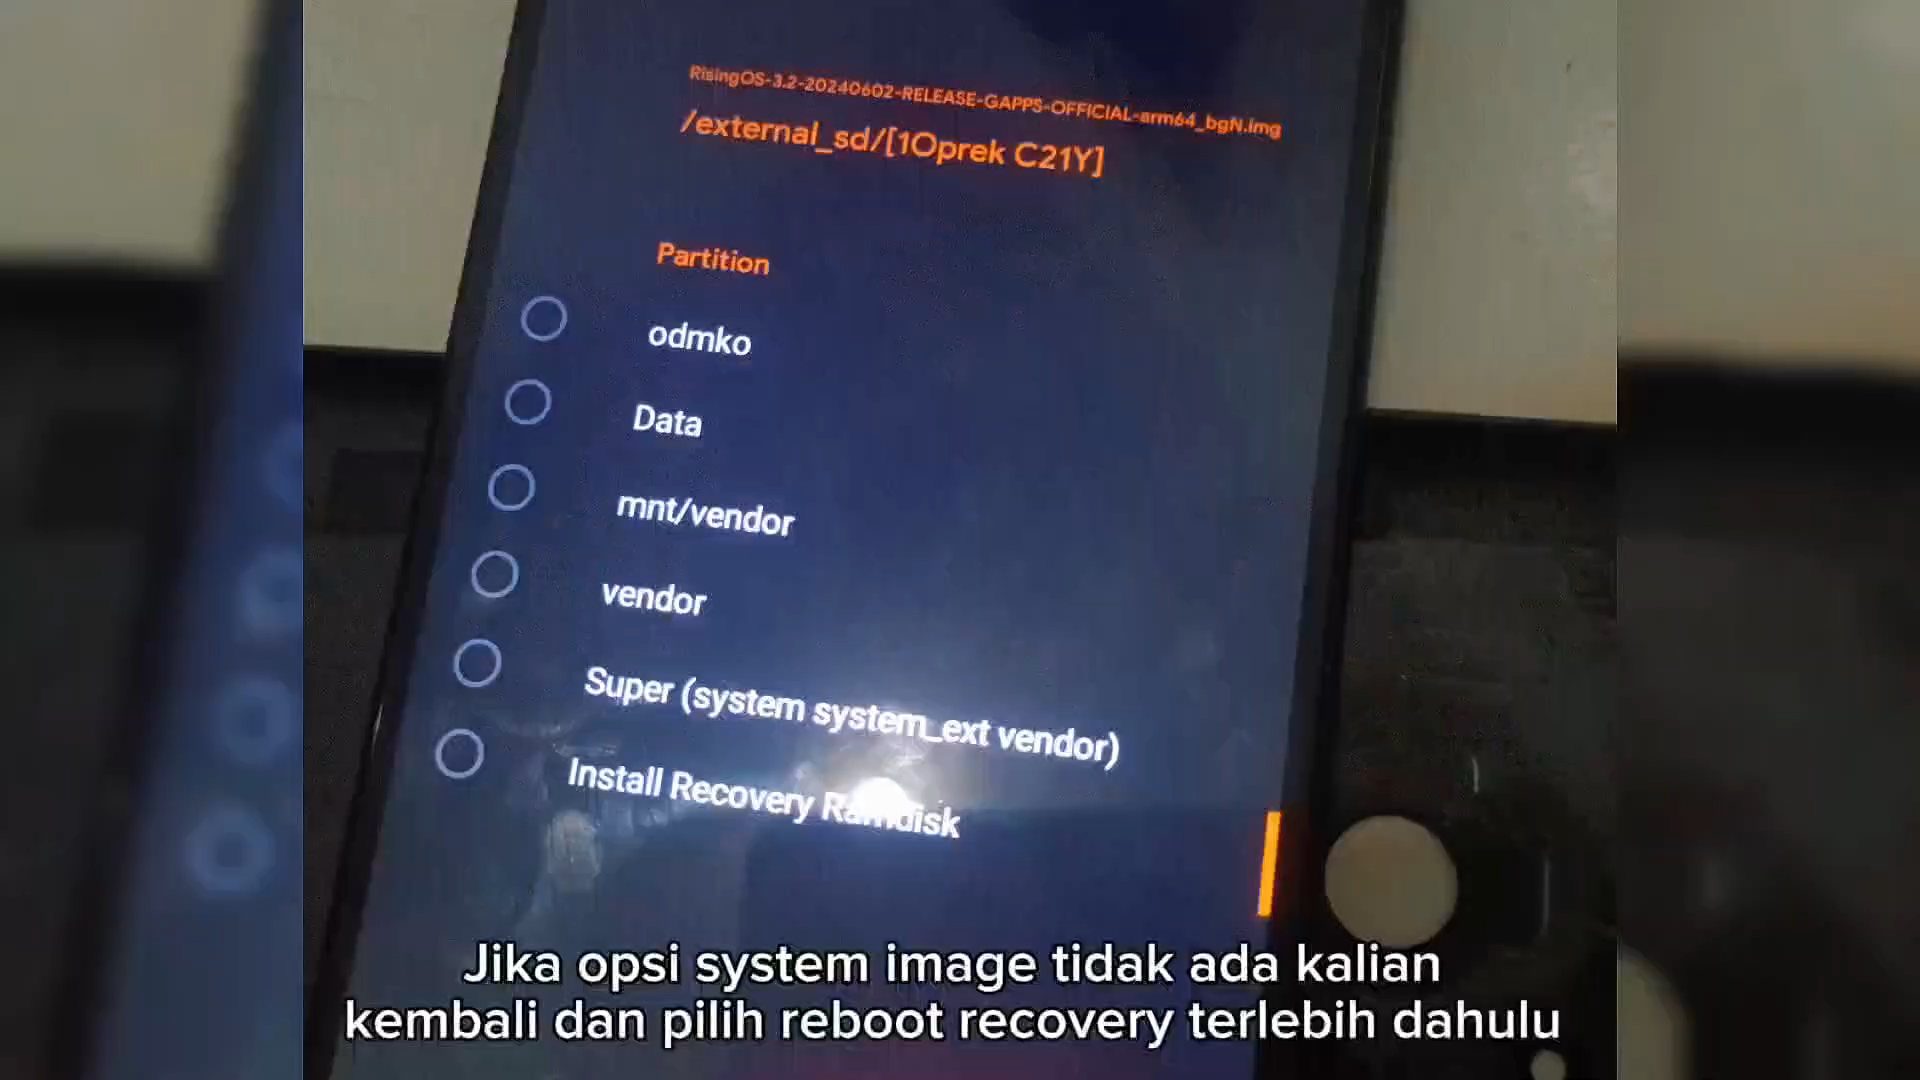 RisingOS-3.2-20240602-RELEASE-GAPPS-OFFICIAL-arm64_bgN.img
/external_sd/[1Oprek C21Y]
Partition
odmko
Data
mnt/vendor
vendor
Super (system system_ext vendor)
Install Recovery Ramdisk
Jika opsi system image tidak ada kalian
kembali dan pilih reboot recovery terlebih dahulu